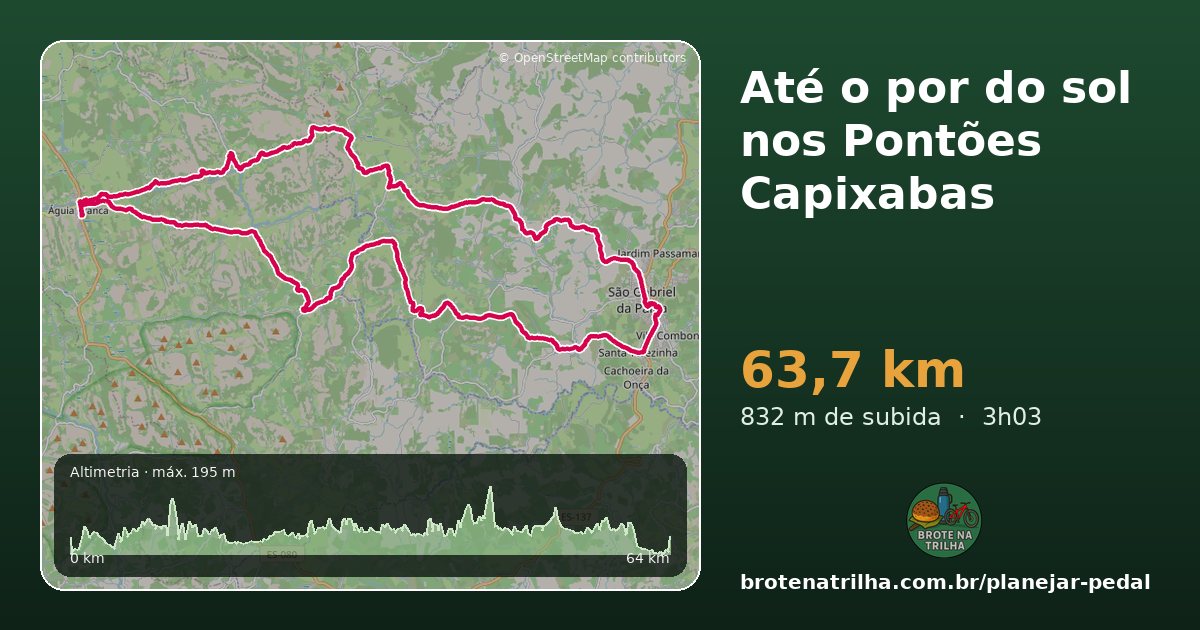 © OpenStreetMap contributors
Até o por do sol
nos Pontões
Capixabas
Águia Branca
Jardim Passamar
São Gabriel
da Palha
Vila Combon
Santa Terezinha
Cachoeira da
Onça
63,7 km
832 m de subida · 3h03
Altimetria · máx. 195 m
ES-137
ES-080
0 km
64 km
BROTE NA
TRILHA
brotenatrilha.com.br/planejar-pedal